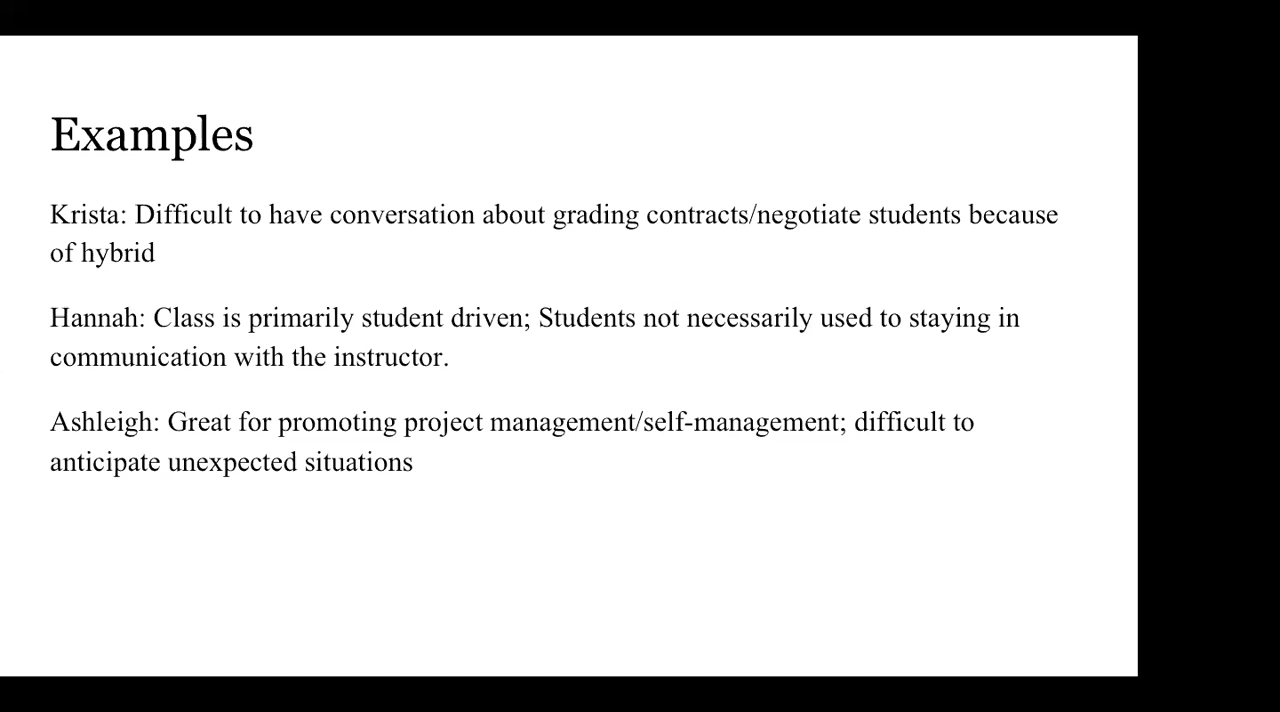 Examples
Krista: Difficult to have conversation about grading contracts/negotiate students because
of hybrid
Hannah: Class is primarily student driven; Students not necessarily used to staying in
communication with the instructor.
Ashleigh: Great for promoting project management/self-management; difficult to
anticipate unexpected situations